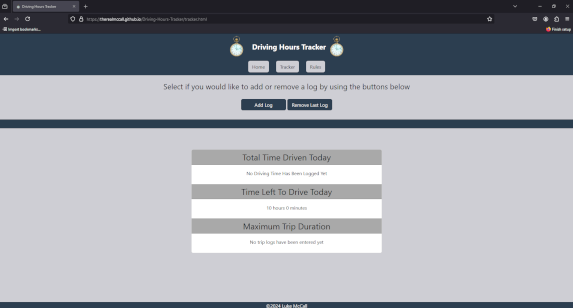 Driving Hours Tracker
https://therealmccall.github.io/Driving-Hours-Tracker/tracker.html
Import bookmarks...
Finish setup
Driving Hours Tracker
Home
Tracker
Rules
Select if you would like to add or remove a log by using the buttons below
Add Log
Remove Last Log
Total Time Driven Today
No Driving Time Has Been Logged Yet
Time Left To Drive Today
10 hours 0 minutes
Maximum Trip Duration
No trip logs have been entered yet
©2024 Luke McCall